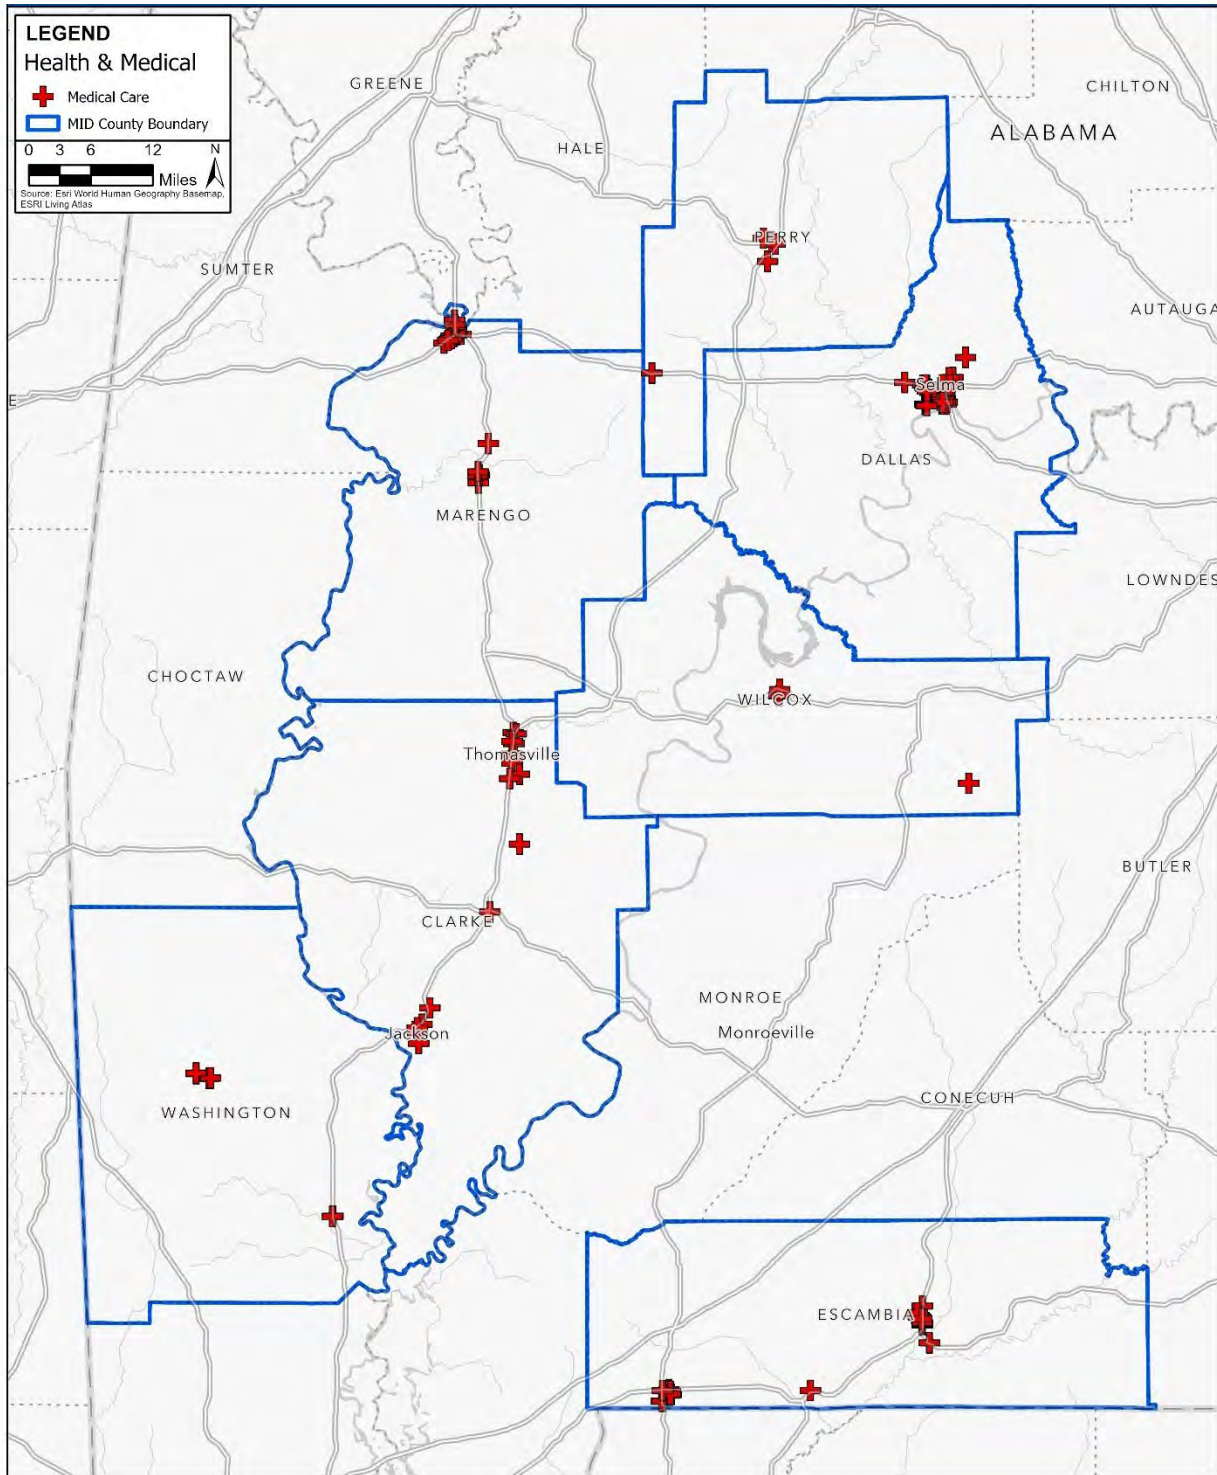 LEGEND
Health & Medical
Medical Care
MID County Boundary
0 3 6 12 N
Miles
Source: Esri World Human Geography Basemap,
ESRI Living Atlas
GREENE
CHILTON
ALABAMA
HALE
PERRY
SUMTER
AUTAUGA
E
Selma
DALLAS
MARENGO
LOWNDES
CHOCTAW
WILCOX
Thomasville
BUTLER
CLARKE
MONROE
Monroeville
Jackson
CONECUH
WASHINGTON
ESCAMBIA